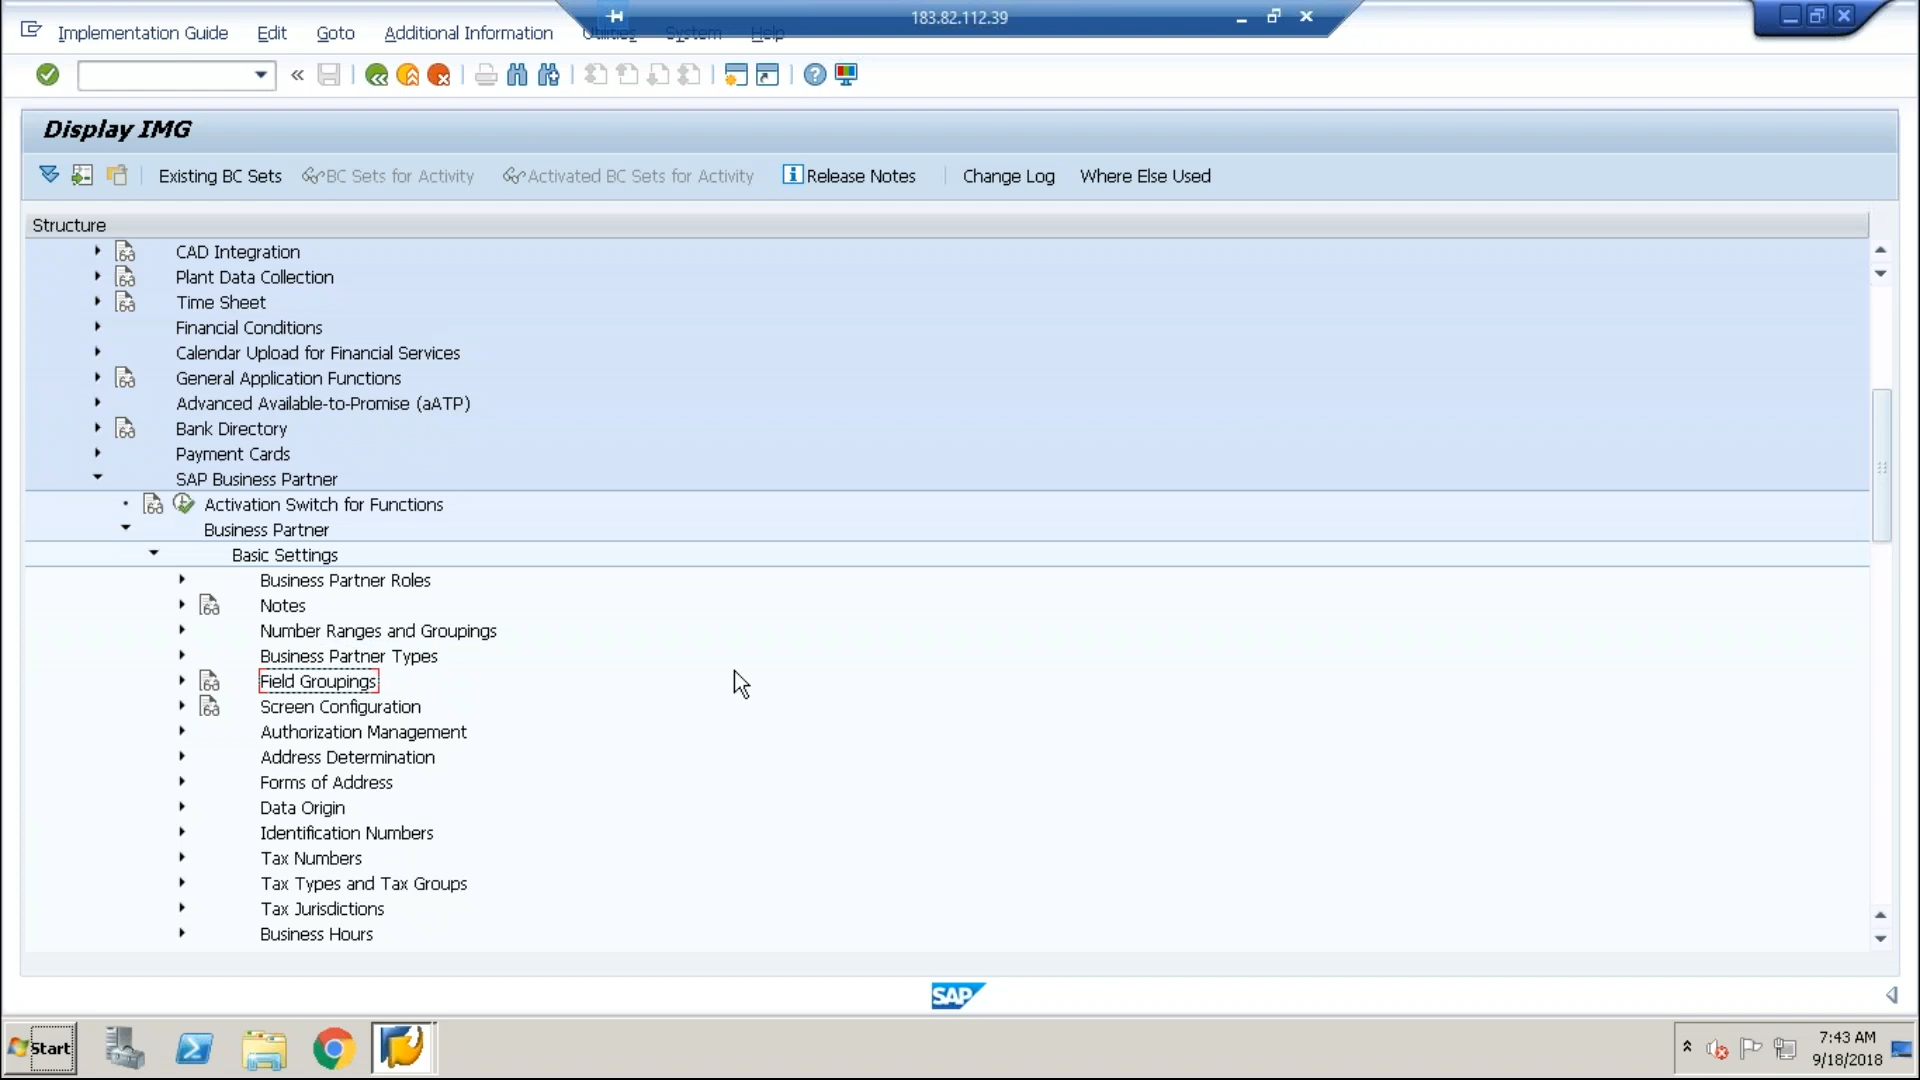 183.82.112.39
Implementation Guide Edit Goto Additional Information Utilities System Help
Display IMG
Existing BC Sets BC Sets for Activity Activated BC Sets for Activity Release Notes Change Log Where Else Used
Structure
CAD Integration
Plant Data Collection
Time Sheet
Financial Conditions
Calendar Upload for Financial Services
General Application Functions
Advanced Available-to-Promise (aATP)
Bank Directory
Payment Cards
SAP Business Partner
Activation Switch for Functions
Business Partner
Basic Settings
Business Partner Roles
Notes
Number Ranges and Groupings
Business Partner Types
Field Groupings
Screen Configuration
Authorization Management
Address Determination
Forms of Address
Data Origin
Identification Numbers
Tax Numbers
Tax Types and Tax Groups
Tax Jurisdictions
Business Hours
SAP
Start
7:43 AM
9/18/2018